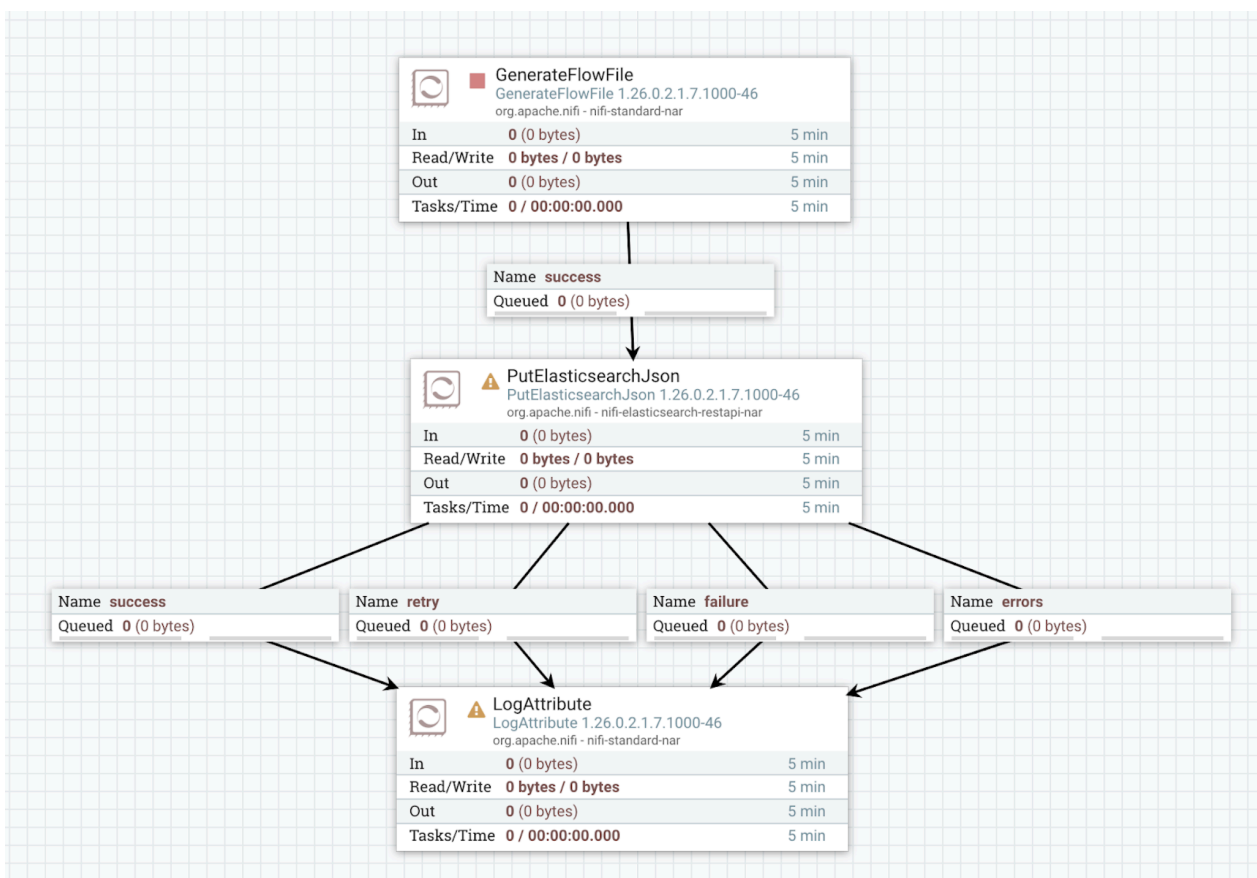 GenerateFlowFile
GenerateFlowFile 1.26.0.2.1.7.1000-46
org.apache.nifi - nifi-standard-nar
In 0 (0 bytes) 5 min
Read/Write 0 bytes / 0 bytes 5 min
Out 0 (0 bytes) 5 min
Tasks/Time 0 / 00:00:00.000 5 min
Name success
Queued 0 (0 bytes)
PutElasticsearchJson
PutElasticsearchJson 1.26.0.2.1.7.1000-46
org.apache.nifi - nifi-elasticsearch-restapi-nar
In 0 (0 bytes) 5 min
Read/Write 0 bytes / 0 bytes 5 min
Out 0 (0 bytes) 5 min
Tasks/Time 0 / 00:00:00.000 5 min
Name success
Queued 0 (0 bytes)
Name retry
Queued 0 (0 bytes)
Name failure
Queued 0 (0 bytes)
Name errors
Queued 0 (0 bytes)
LogAttribute
LogAttribute 1.26.0.2.1.7.1000-46
org.apache.nifi - nifi-standard-nar
In 0 (0 bytes) 5 min
Read/Write 0 bytes / 0 bytes 5 min
Out 0 (0 bytes) 5 min
Tasks/Time 0 / 00:00:00.000 5 min